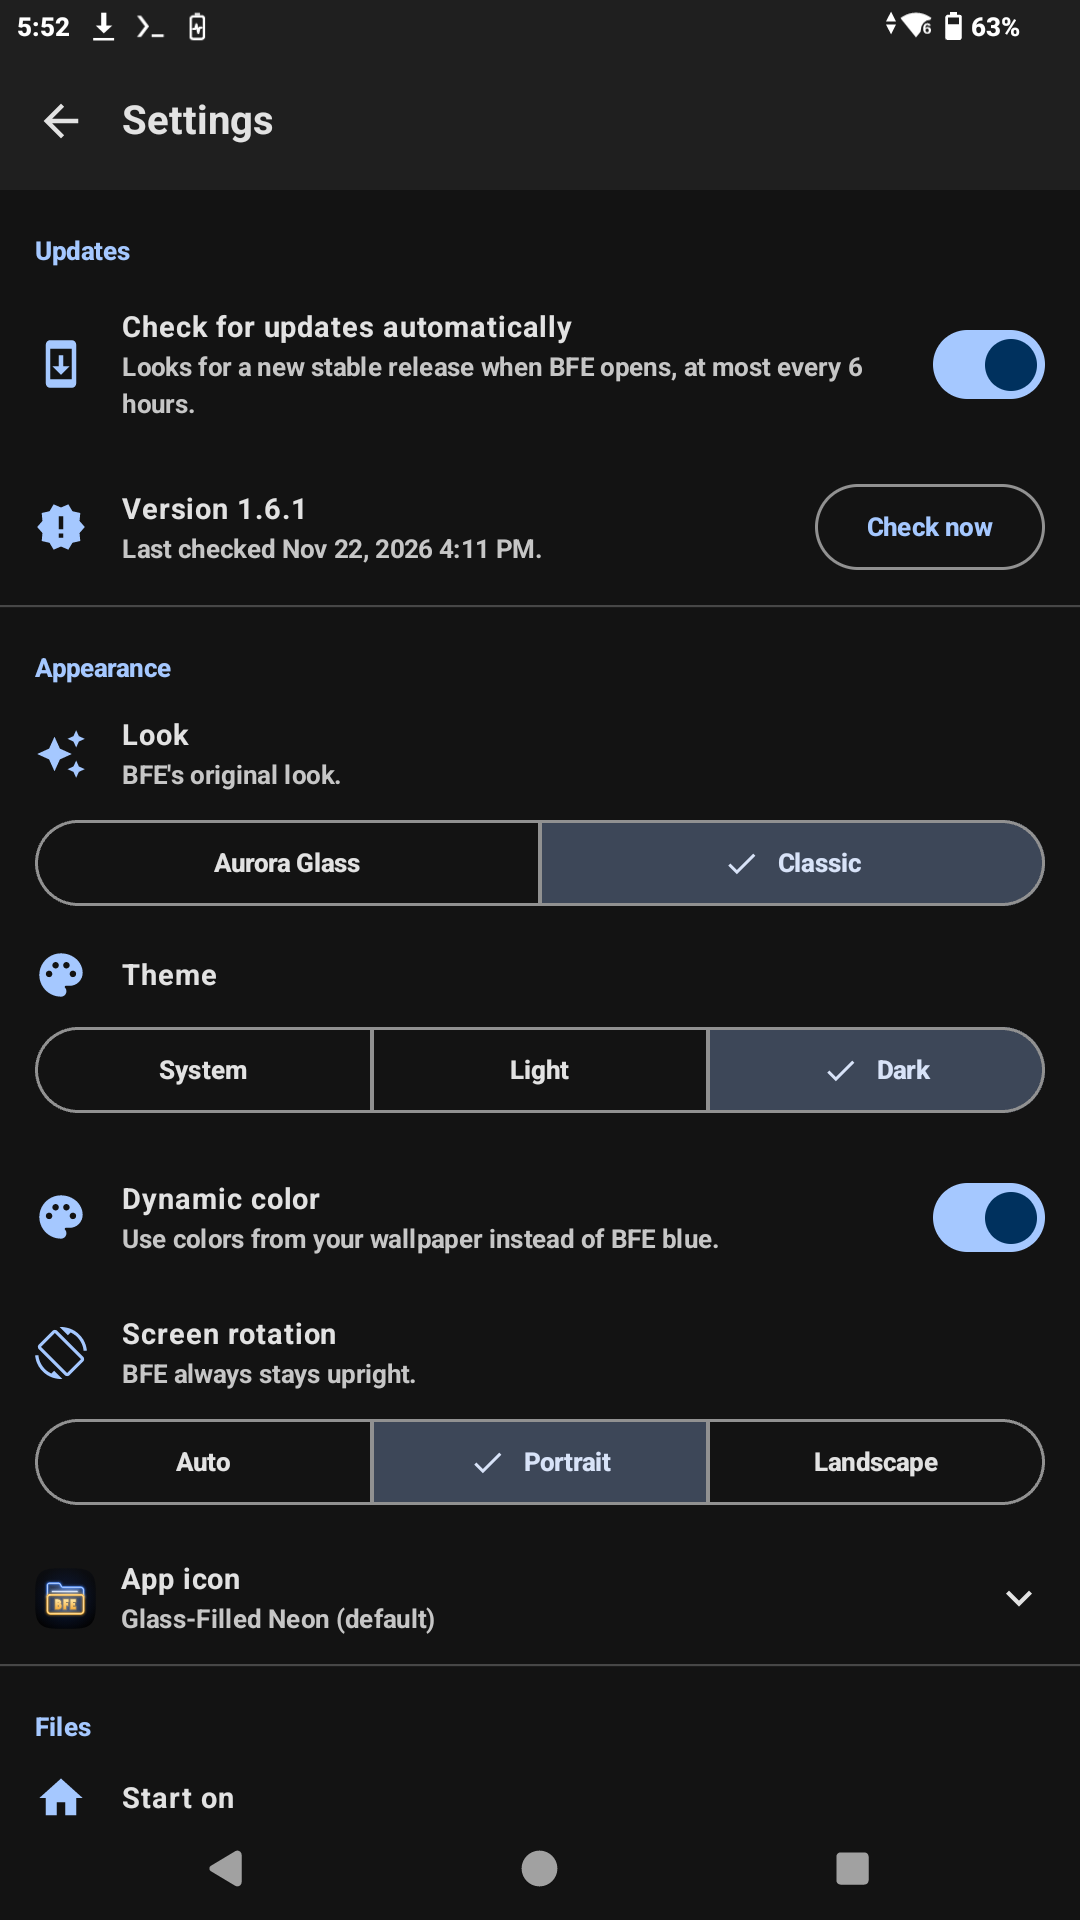 5:52
6 63%
Settings
Updates
Check for updates automatically
Looks for a new stable release when BFE opens, at most every 6
hours.
Version 1.6.1
Last checked Nov 22, 2026 4:11 PM.
Check now
Appearance
Look
BFE's original look.
Aurora Glass
Classic
Theme
System
Light
Dark
Dynamic color
Use colors from your wallpaper instead of BFE blue.
Screen rotation
BFE always stays upright.
Auto
Portrait
Landscape
BFE
App icon
Glass-Filled Neon (default)
Files
Start on